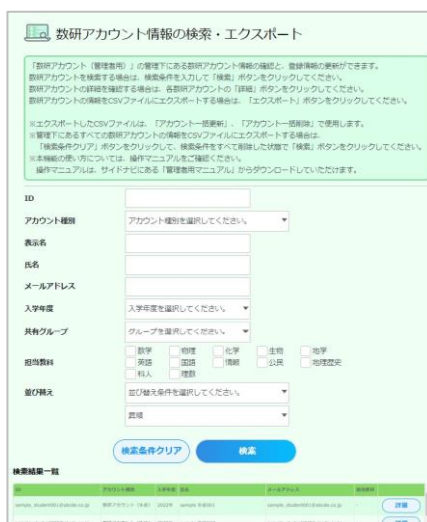 数研アカウント情報の検索・エクスポート
「数研アカウント（管理者用）」の管理下にある数研アカウント情報の確認と、登録情報の更新ができます。
数研アカウントを検索する場合は、検索条件を入力して「検索」ボタンをクリックしてください。
数研アカウントの詳細を確認する場合は、各数研アカウントの「詳細」ボタンをクリックしてください。
数研アカウントの情報をCSVファイルにエクスポートする場合は、「エクスポート」ボタンをクリックしてください。
※エクスポートしたCSVファイルは、「アカウント一括更新」、「アカウント一括削除」で使用します。
※管理下にあるすべての数研アカウントの情報をCSVファイルにエクスポートする場合は、
「検索条件クリア」ボタンをクリックして、検索条件をすべて削除した状態で「検索」ボタンをクリックしてください。
※本機能の使い方については、操作マニュアルをご確認ください。
操作マニュアルは、サイドナビにある「管理者用マニュアル」からダウンロードしていただけます。
ID
アカウント種別 アカウント種別を選択してください。
表示名
氏名
メールアドレス
入学年度 入学年度を選択してください。
共有グループ グループを選択してください。
担当教科 数学 物理 化学 生物 地学
英語 国語 情報 公民 地理歴史
科人 理数
並び替え 並び替え条件を選択してください。
昇順
検索条件クリア 検索
検索結果一覧
ID アカウント種別 入学年度 氏名 メールアドレス
詳細